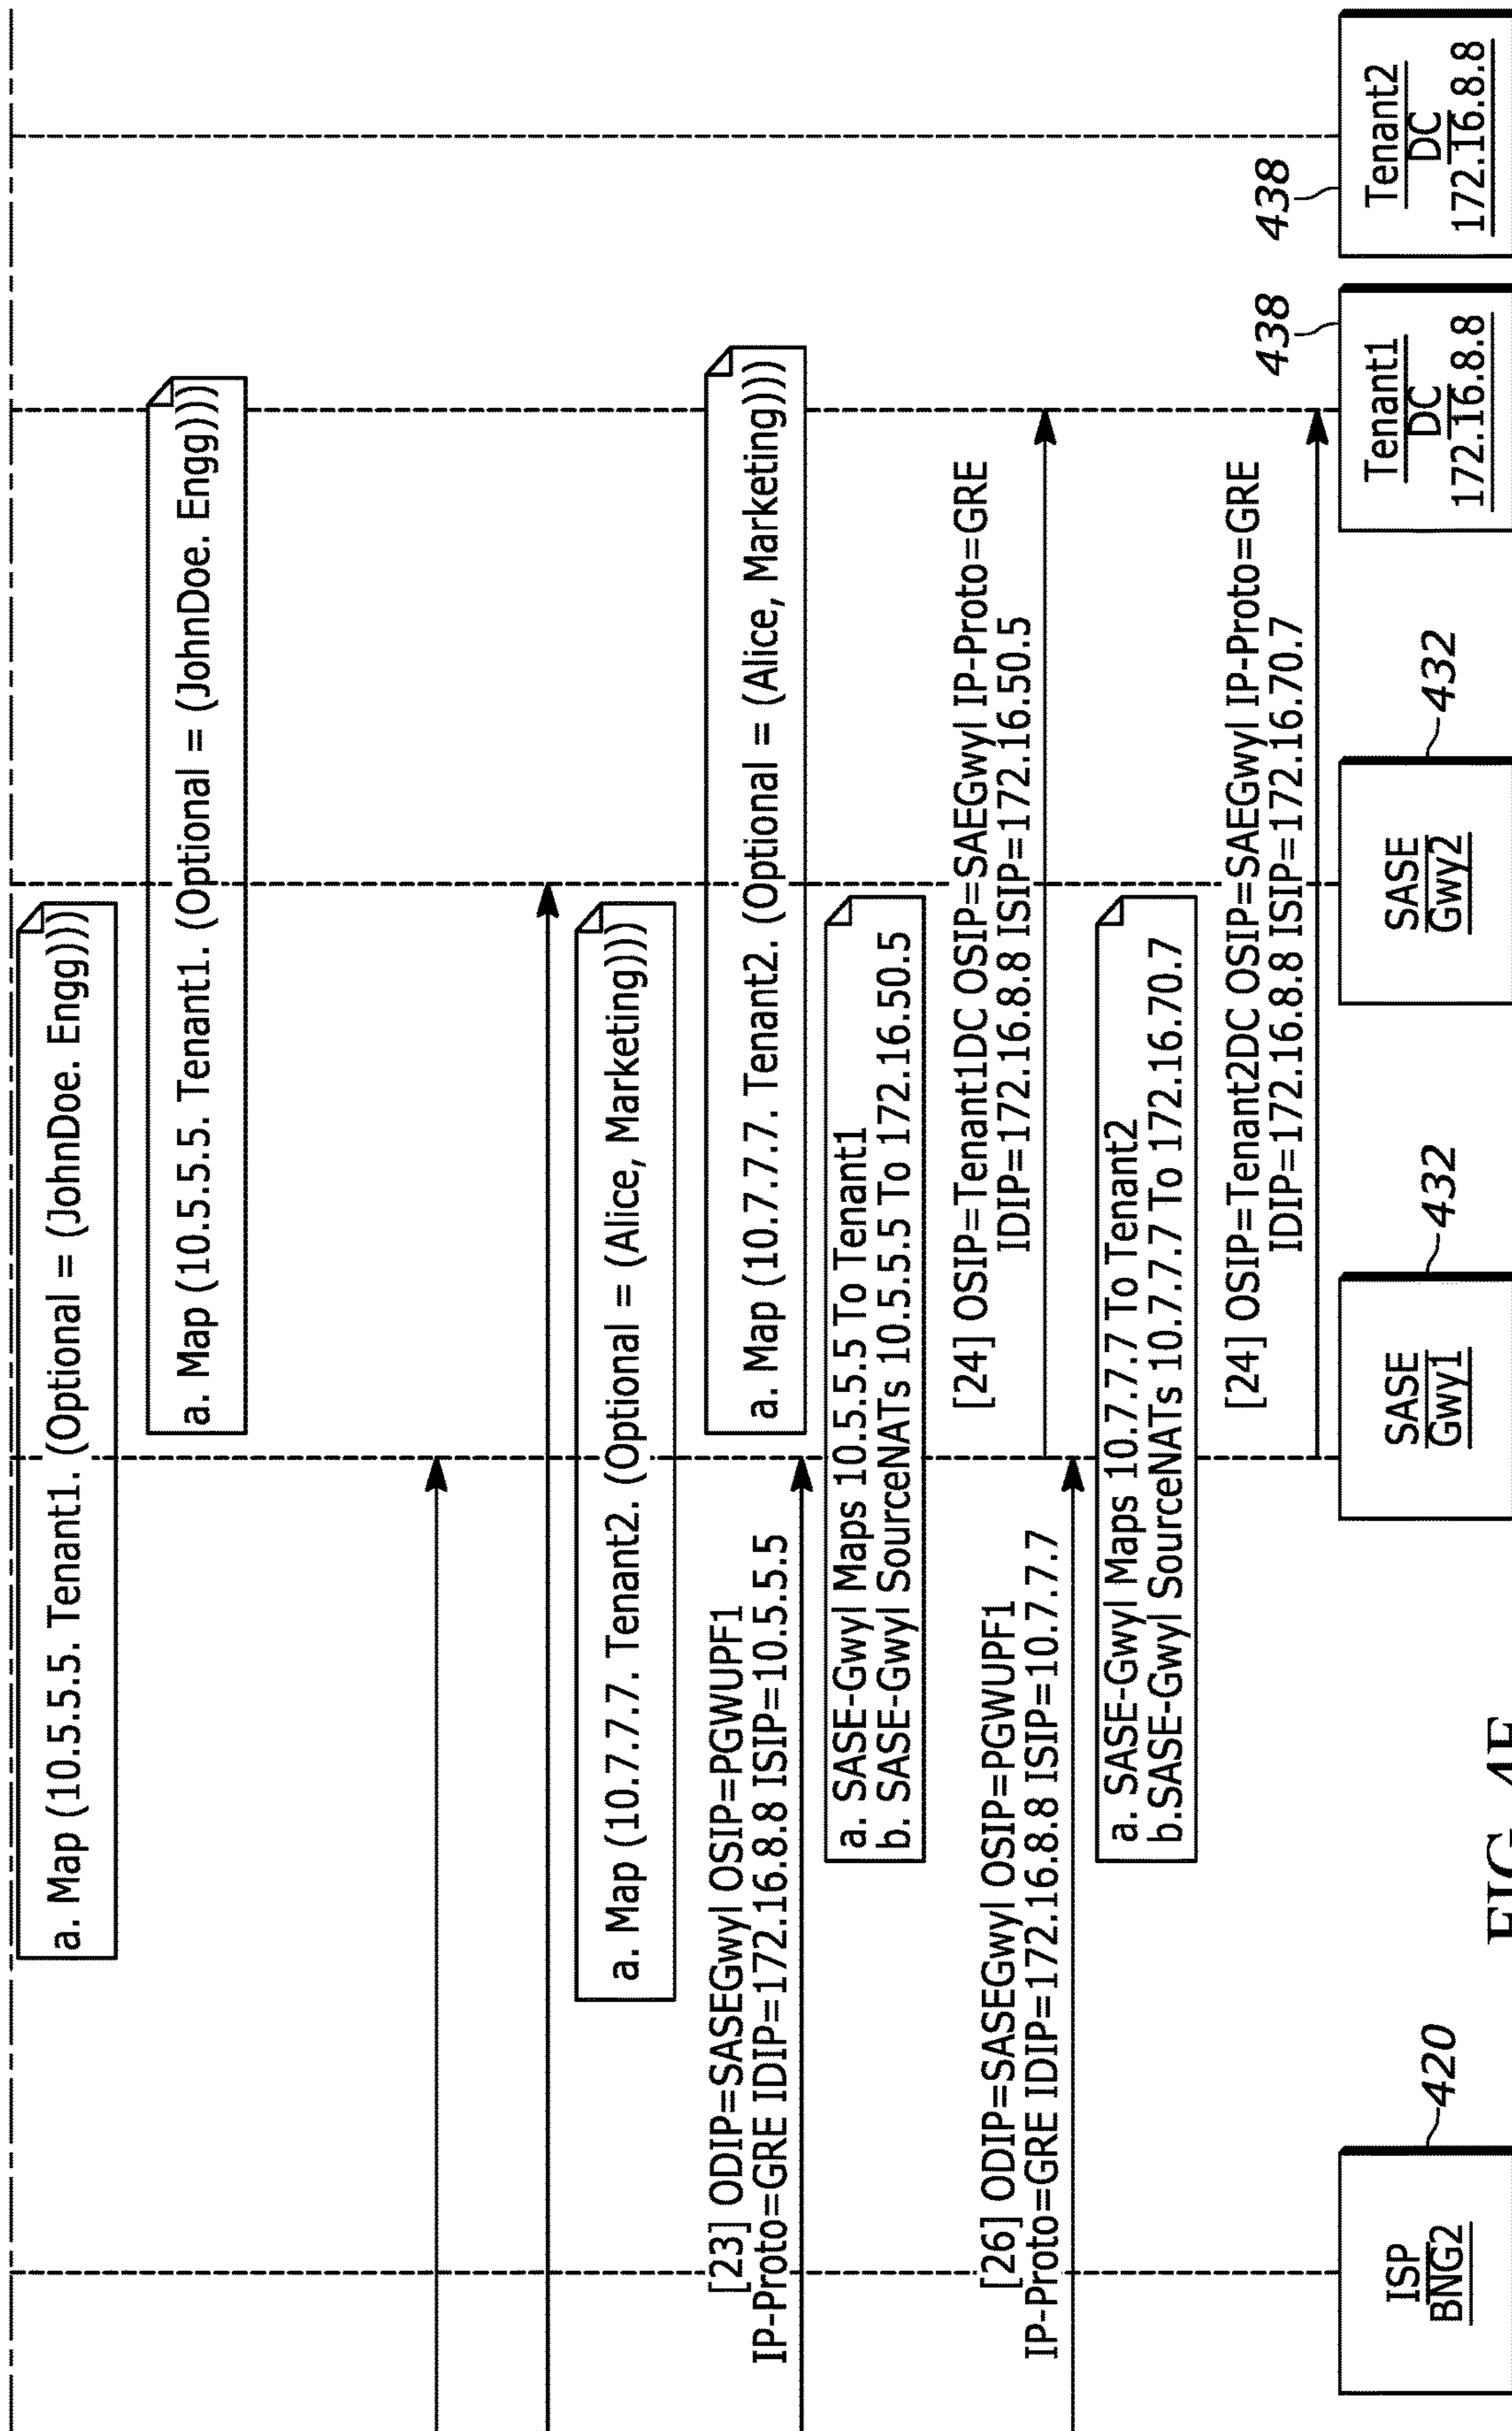 a. Map (10.5.5.5. Tenant1. (Optional = (JohnDoe. Engg)))
a. Map (10.5.5.5. Tenant1. (Optional = (JohnDoe. Engg)))
a. Map (10.7.7.7. Tenant2. (Optional = (Alice, Marketing)))
a. Map (10.7.7.7. Tenant2. (Optional = (Alice, Marketing)))
[23] ODIP=SASEGwyl OSIP=PGWUPF1
IP-Proto=GRE IDIP=172.16.8.8 ISIP=10.5.5.5
a. SASE-Gwyl Maps 10.5.5.5 To Tenant1
b. SASE-Gwyl SourceNATs 10.5.5.5 To 172.16.50.5
[24] OSIP=Tenant1DC OSIP=SAEGwyl IP-Proto=GRE
IDIP=172.16.8.8 ISIP=172.16.50.5
[26] ODIP=SASEGwyl OSIP=PGWUPF1
IP-Proto=GRE IDIP=172.16.8.8 ISIP=10.7.7.7
a. SASE-Gwyl Maps 10.7.7.7 To Tenant2
b.SASE-Gwyl SourceNATs 10.7.7.7 To 172.16.70.7
[24] OSIP=Tenant2DC OSIP=SAEGwyl IP-Proto=GRE
IDIP=172.16.8.8 ISIP=172.16.70.7
420
432
432
438
438
ISP
BNG2
SASE
Gwy1
SASE
Gwy2
Tenant1
DC
172.16.8.8
Tenant2
DC
172.16.8.8